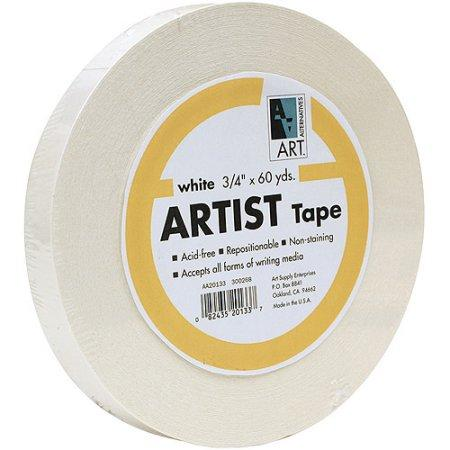 ALTERNATIVES
ART.
white 3/4" x 60 yds.
ARTIST Tape
▪ Acid-free ▪ Repositionable ▪ Non-staining
▪ Accepts all forms of writing media
AA20133 300268
0 82435 20133 7
Art Supply Enterprises
P.O. Box 8841
Oakland, CA. 94662
Made in the U.S.A.